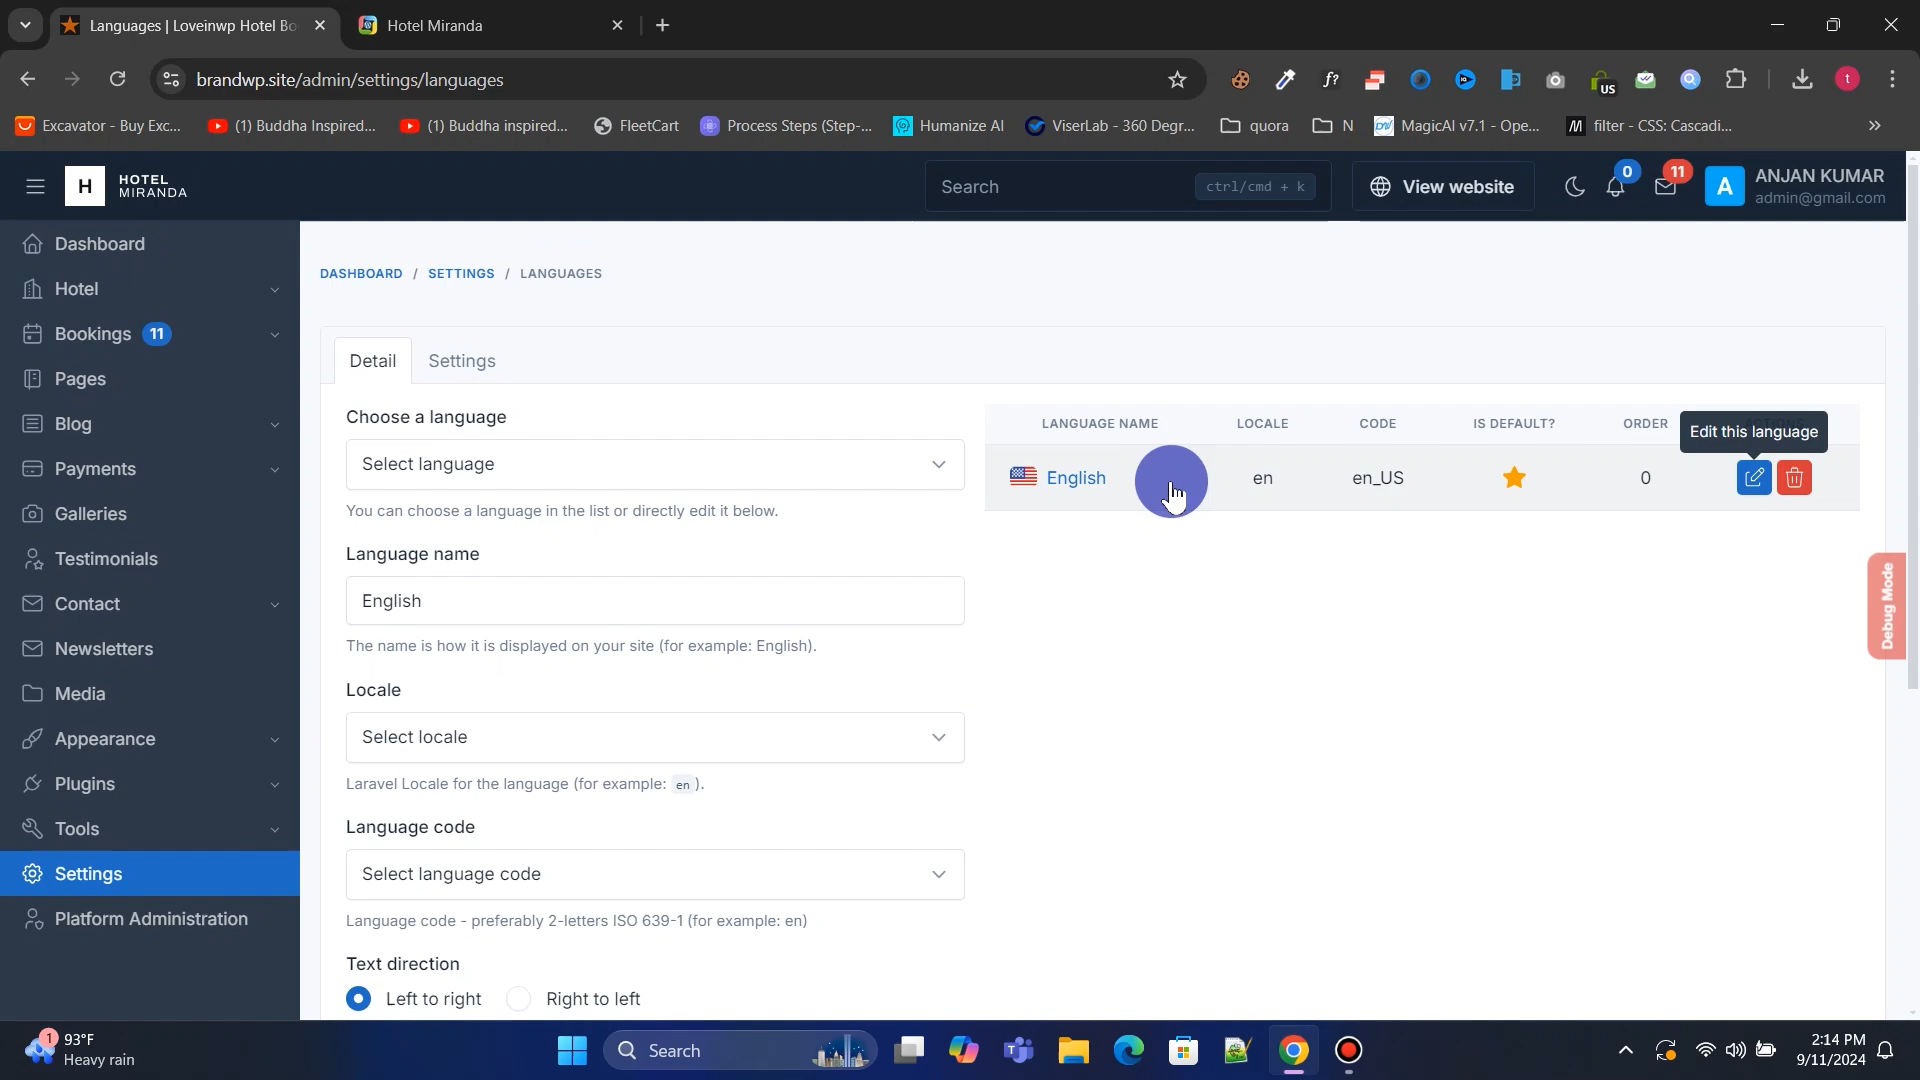 Languages | Loveinwp Hotel Bo
Hotel Miranda
brandwp.site/admin/settings/languages
US
t
Excavator - Buy Exc...
(1) Buddha Inspired...
(1) Buddha inspired...
FleetCart
Process Steps (Step-...
Humanize AI
ViserLab - 360 Degr...
quora
N
MagicAI v7.1 - Ope...
filter - CSS: Cascadi...
H
HOTEL
MIRANDA
Search
ctrl/cmd + k
View website
0
11
A
ANJAN KUMAR
admin@gmail.com
Dashboard
Hotel
Bookings 11
Pages
Blog
Payments
Galleries
Testimonials
Contact
Newsletters
Media
Appearance
Plugins
Tools
Settings
Platform Administration
DASHBOARD / SETTINGS / LANGUAGES
Detail
Settings
Choose a language
Select language
You can choose a language in the list or directly edit it below.
Language name
English
The name is how it is displayed on your site (for example: English).
Locale
Select locale
Laravel Locale for the language (for example: en ).
Language code
Select language code
Language code - preferably 2-letters ISO 639-1 (for example: en)
Text direction
Left to right
Right to left
LANGUAGE NAME
LOCALE
CODE
IS DEFAULT?
ORDER
Edit this language
English
en
en_US
0
Debug Mode
1
93°F
Heavy rain
Search
2:14 PM
9/11/2024